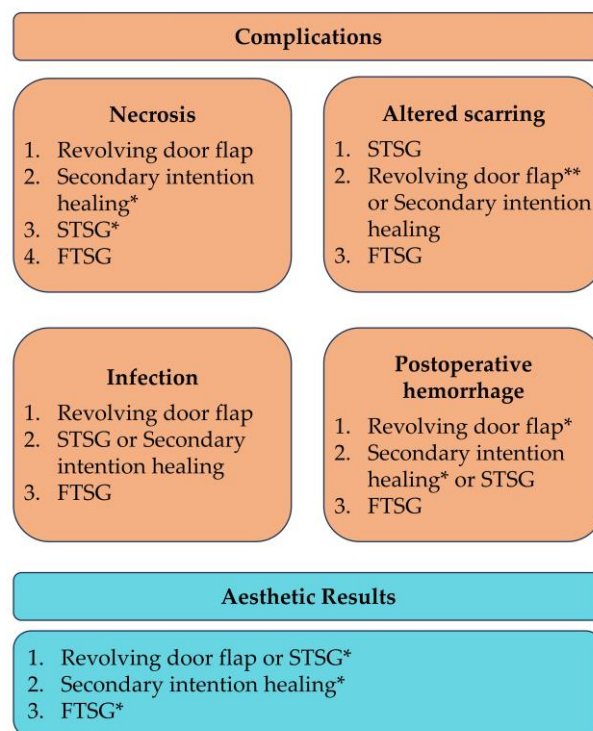 Complications
Necrosis
1. Revolving door flap
2. Secondary intention
healing*
3. STSG*
4. FTSG
Altered scarring
1. STSG
2. Revolving door flap**
or Secondary intention
healing
3. FTSG
Infection
1. Revolving door flap
2. STSG or Secondary
intention healing
3. FTSG
Postoperative
hemorrhage
1. Revolving door flap*
2. Secondary intention
healing* or STSG
3. FTSG
Aesthetic Results
1. Revolving door flap or STSG*
2. Secondary intention healing*
3. FTSG*